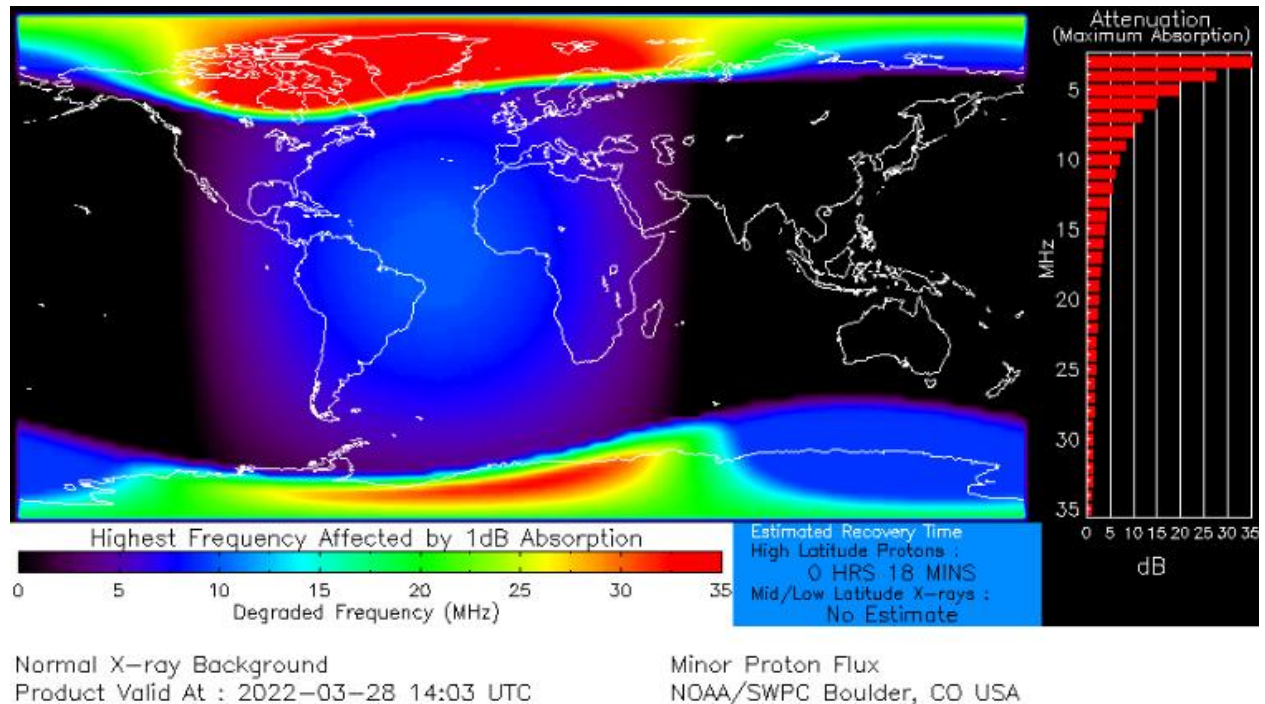 Attenuation
(Maximum Absorption)
5
10
15
20
25
30
35
MHz
0 5 10 15 20 25 30 35
dB
Highest Frequency Affected by 1dB Absorption
0 5 10 15 20 25 30 35
Degraded Frequency (MHz)
Estimated Recovery Time
High Latitude Protons :
0 HRS 18 MINS
Mid/Low Latitude X-rays :
No Estimate
Normal X-ray Background
Product Valid At : 2022-03-28 14:03 UTC
Minor Proton Flux
NOAA/SWPC Boulder, CO USA